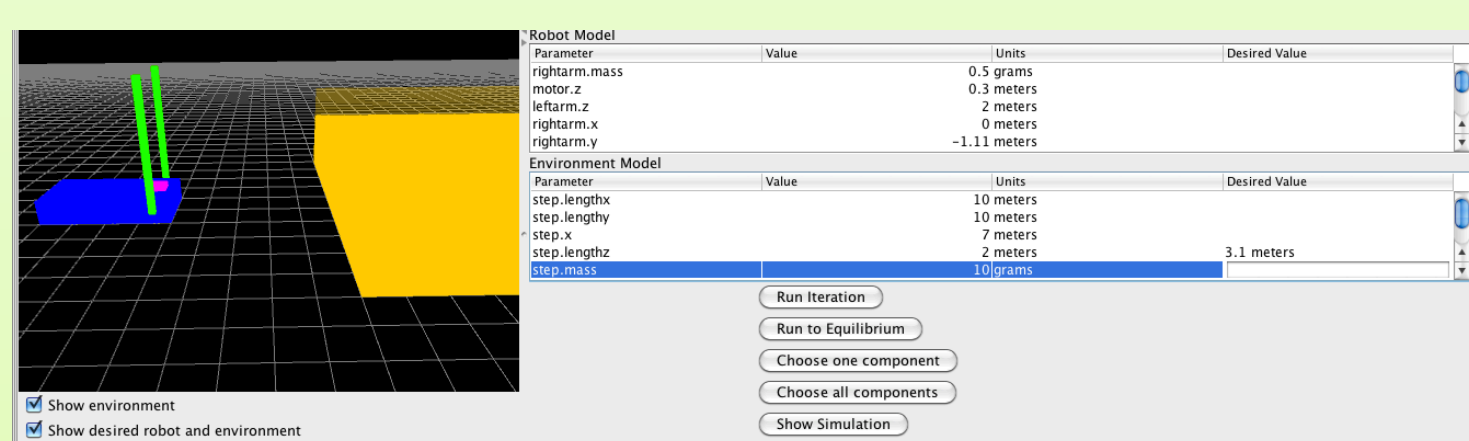 Robot Model
Parameter Value Units Desired Value
rightarm.mass 0.5 grams
motor.z 0.3 meters
leftarm.z 2 meters
rightarm.x 0 meters
rightarm.y -1.11 meters
Environment Model
Parameter Value Units Desired Value
step.lengthx 10 meters
step.lengthy 10 meters
step.x 7 meters
step.lengthz 2 meters 3.1 meters
step.mass 10 grams
Run Iteration
Run to Equilibrium
Choose one component
Choose all components
Show Simulation
Show environment
Show desired robot and environment